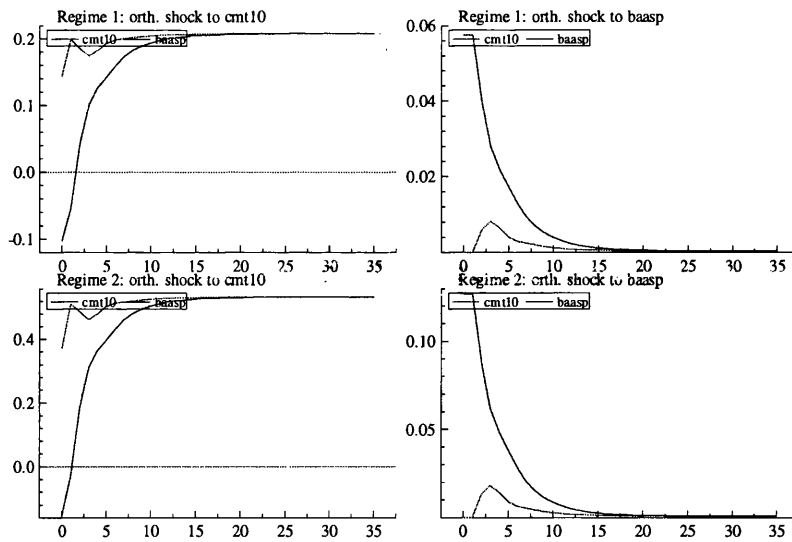 Regime 1: orth. shock to cmt10
Regime 1: orth. shock to baasp
0.2
cmt10 baasp
0.1
0.0
-0.1
0 5 10 15 20 25 30 35
0.06
cmt10 baasp
0.04
0.02
0 5 10 15 20 25 30 35
Regime 2: orth. shock to cmt10
Regime 2: orth. shock to baasp
cmt10 baasp
0.4
0.2
0.0
0 5 10 15 20 25 30 35
cmt10 baasp
0.10
0.05
0 5 10 15 20 25 30 35